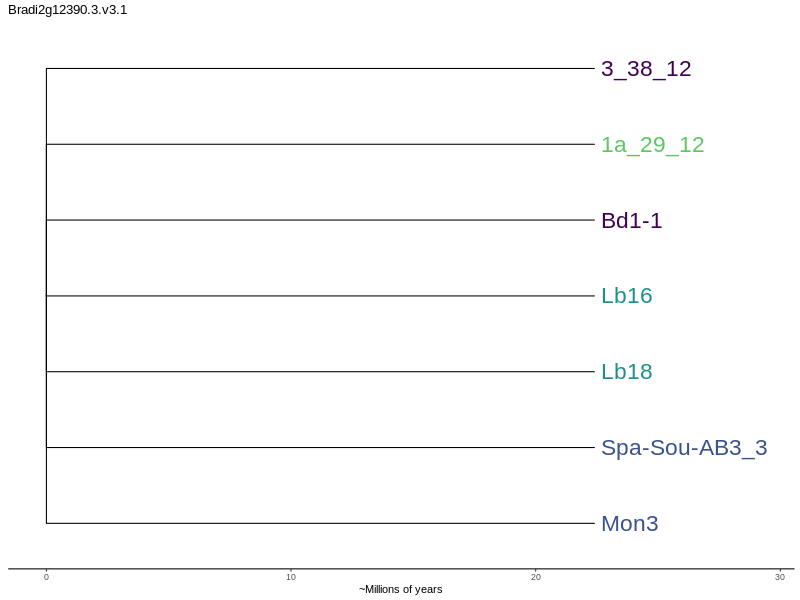 Bradi2g12390.3.v3.1
3_38_12
1a_29_12
Bd1-1
Lb16
Lb18
Spa-Sou-AB3_3
Mon3
0 10 20 30
~Millions of years